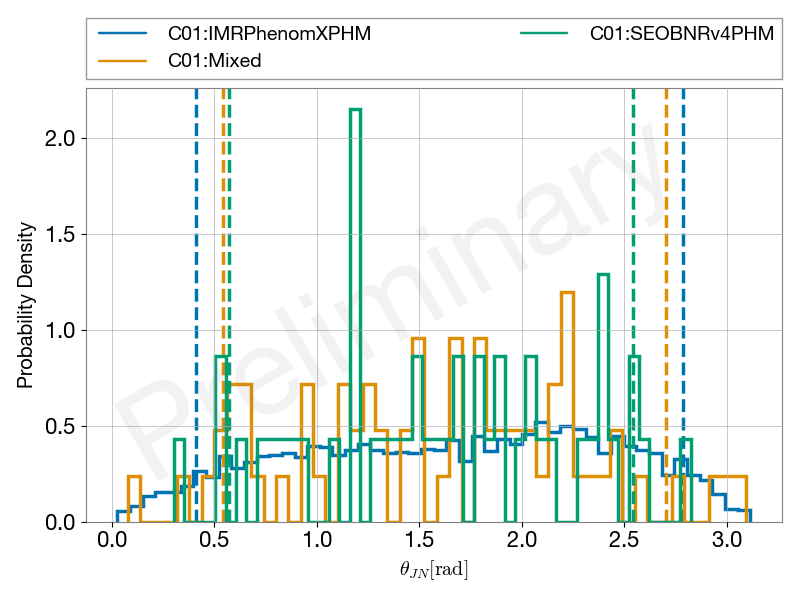 C01:IMRPhenomXPHM
C01:Mixed
C01:SEOBNRv4PHM
Preliminary
Probability Density
2.0
1.5
1.0
0.5
0.0
0.0 0.5 1.0 1.5 2.0 2.5 3.0
θ_JN[rad]